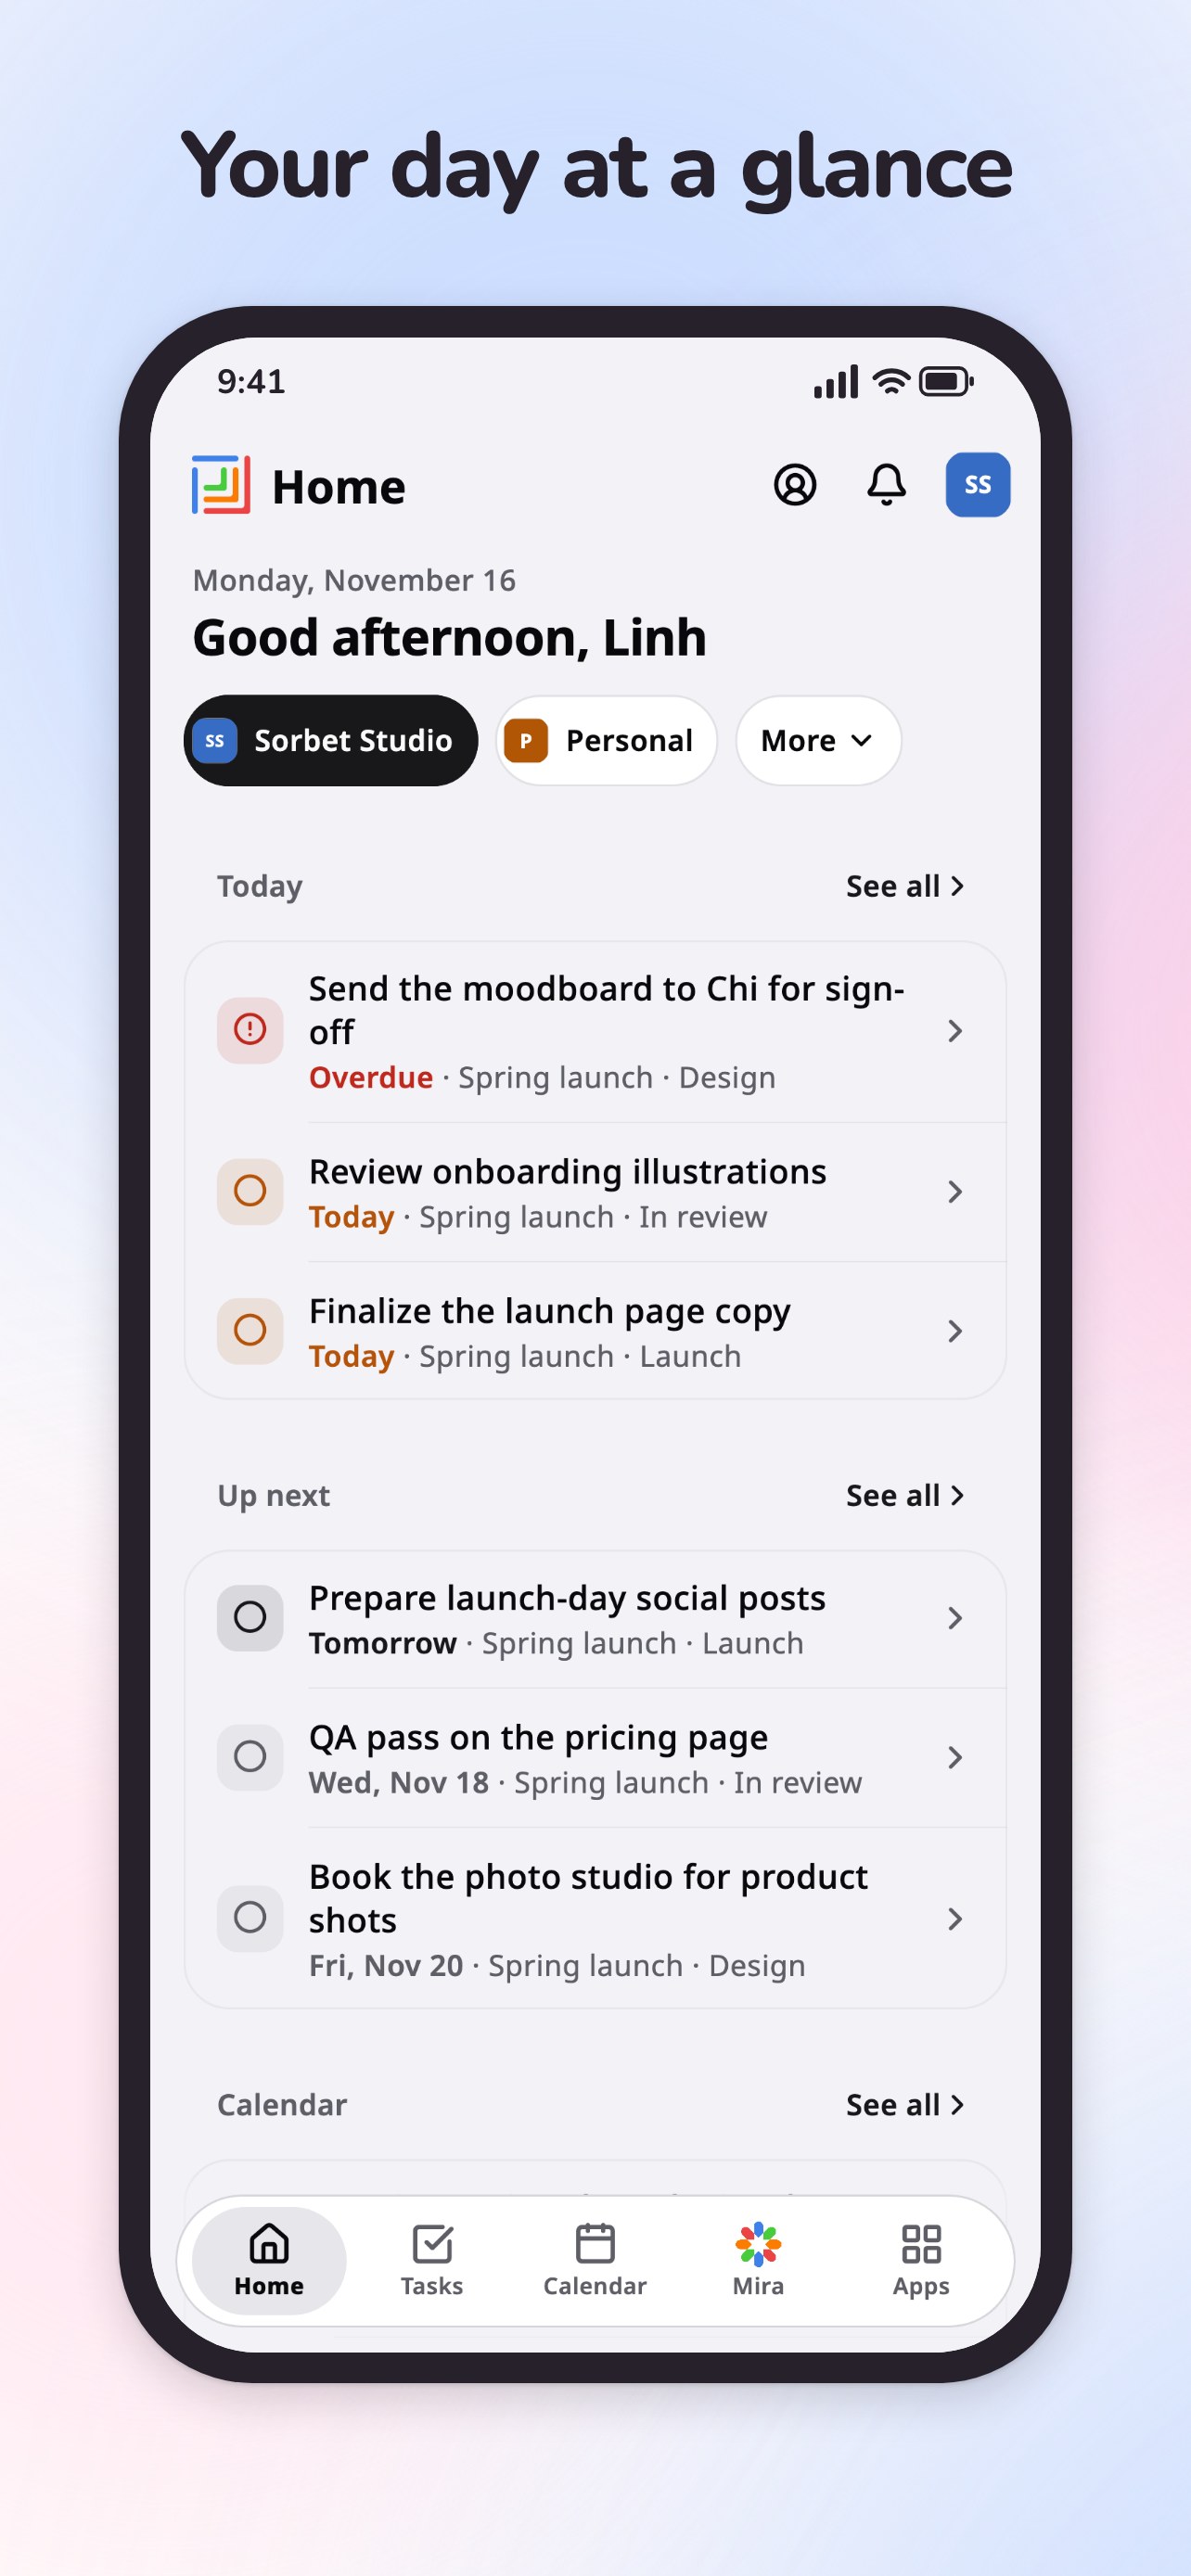 Your day at a glance
9:41
Home
SS
Monday, November 16
Good afternoon, Linh
SS Sorbet Studio
P Personal
More
Today
See all
Send the moodboard to Chi for sign-
off
Overdue · Spring launch · Design
Review onboarding illustrations
Today · Spring launch · In review
Finalize the launch page copy
Today · Spring launch · Launch
Up next
See all
Prepare launch-day social posts
Tomorrow · Spring launch · Launch
QA pass on the pricing page
Wed, Nov 18 · Spring launch · In review
Book the photo studio for product
shots
Fri, Nov 20 · Spring launch · Design
Calendar
See all
Home
Tasks
Calendar
Mira
Apps